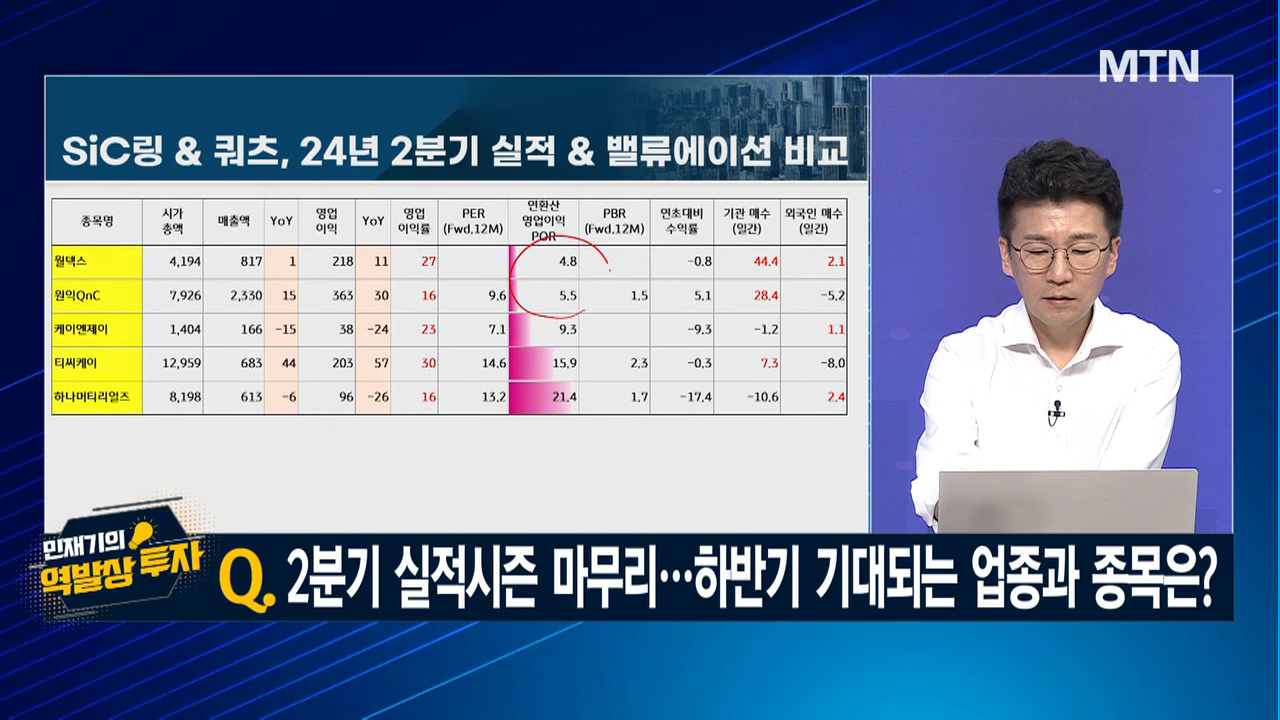 MTN
SiC링 & 쿼츠, 24년 2분기 실적 & 밸류에이션 비교
종목명 시가총액 매출액 YoY 영업이익 YoY 영업이익률 PER (Fwd.12M) 연환산 영업이익 POR PBR (Fwd.12M) 연초대비 수익률 기관 매수 (일간) 외국인 매수 (일간)
월덱스 4,194 817 1 218 11 27 4.8 -0.8 44.4 2.1
원익QnC 7,926 2,330 15 363 30 16 9.6 5.5 1.5 5.1 28.4 -5.2
케이엔제이 1,404 166 -15 38 -24 23 7.1 9.3 -9.3 -1.2 1.1
티씨케이 12,959 683 44 203 57 30 14.6 15.9 2.3 -0.3 7.3 -8.0
하나머티리얼즈 8,198 613 -6 96 -26 16 13.2 21.4 1.7 -17.4 -10.6 2.4
민재기의
역발상 투자
Q. 2분기 실적시즌 마무리…하반기 기대되는 업종과 종목은?